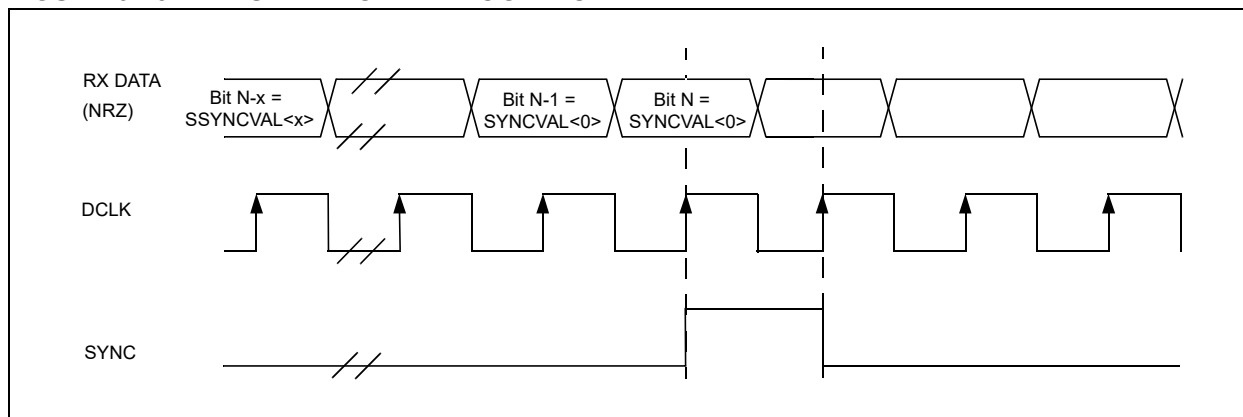 RX DATA
(NRZ)
Bit N-x =
SSYNCVAL<x>
Bit N-1 =
SYNCVAL<0>
Bit N =
SYNCVAL<0>
DCLK
SYNC